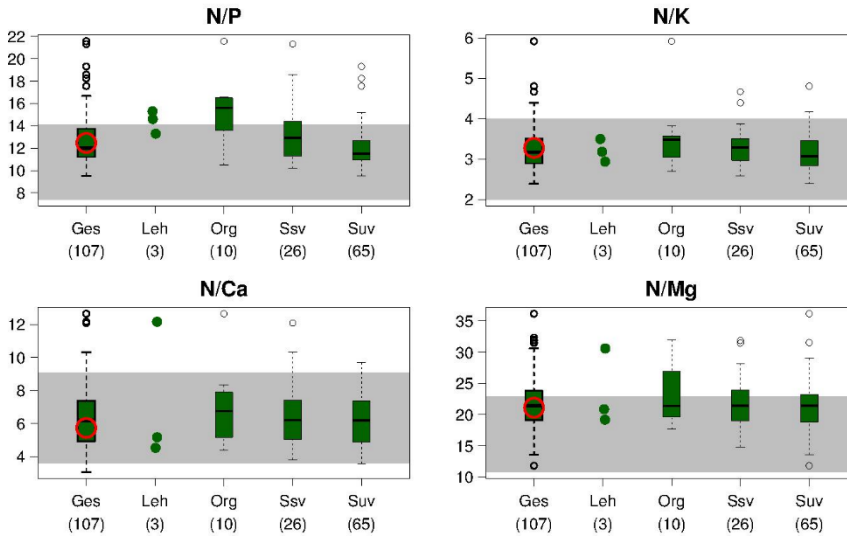 N/P
22
20
18
16
14
12
10
8
Ges Leh Org Ssv Suv
(107) (3) (10) (26) (65)
N/K
6
5
4
3
2
Ges Leh Org Ssv Suv
(107) (3) (10) (26) (65)
N/Ca
12
10
8
6
4
Ges Leh Org Ssv Suv
(107) (3) (10) (26) (65)
N/Mg
35
30
25
20
15
10
Ges Leh Org Ssv Suv
(107) (3) (10) (26) (65)